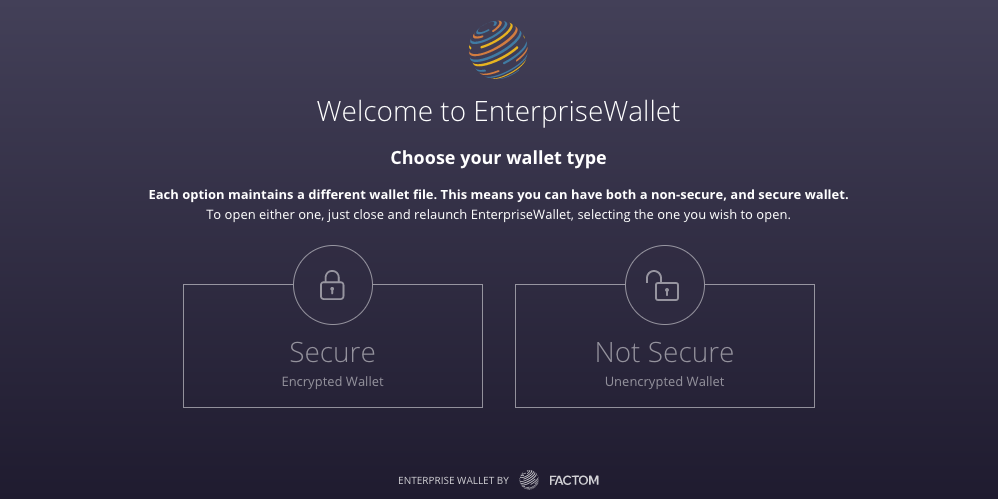 Welcome to EnterpriseWallet
Choose your wallet type
Each option maintains a different wallet file. This means you can have both a non-secure, and secure wallet.
To open either one, just close and relaunch EnterpriseWallet, selecting the one you wish to open.
Secure
Encrypted Wallet
Not Secure
Unencrypted Wallet
ENTERPRISE WALLET BY FACTOM